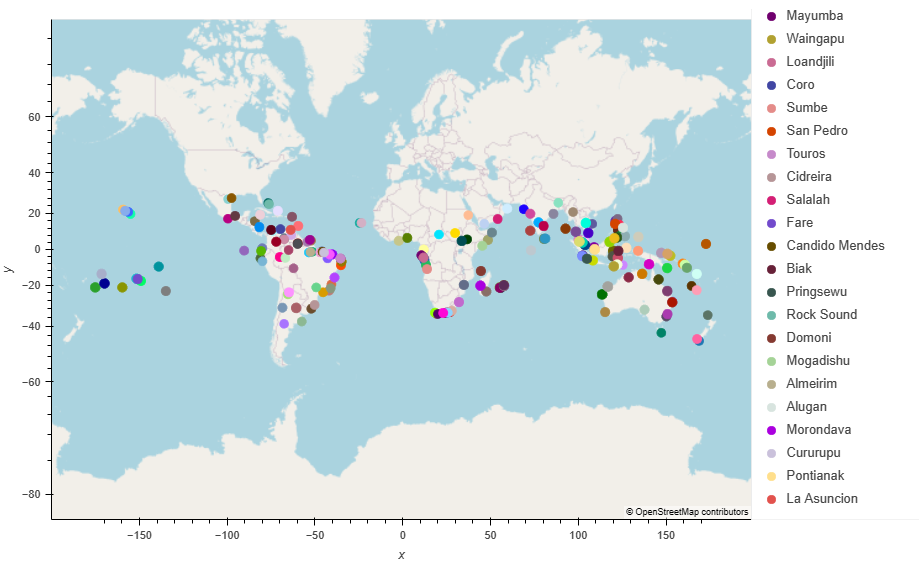 60
40
20
0
−20
−40
−60
−80
y
−150
−100
−50
0
50
100
150
x
© OpenStreetMap contributors
Mayumba
Waingapu
Loandjili
Coro
Sumbe
San Pedro
Touros
Cidreira
Salalah
Fare
Candido Mendes
Biak
Pringsewu
Rock Sound
Domoni
Mogadishu
Almeirim
Alugan
Morondava
Cururupu
Pontianak
La Asuncion